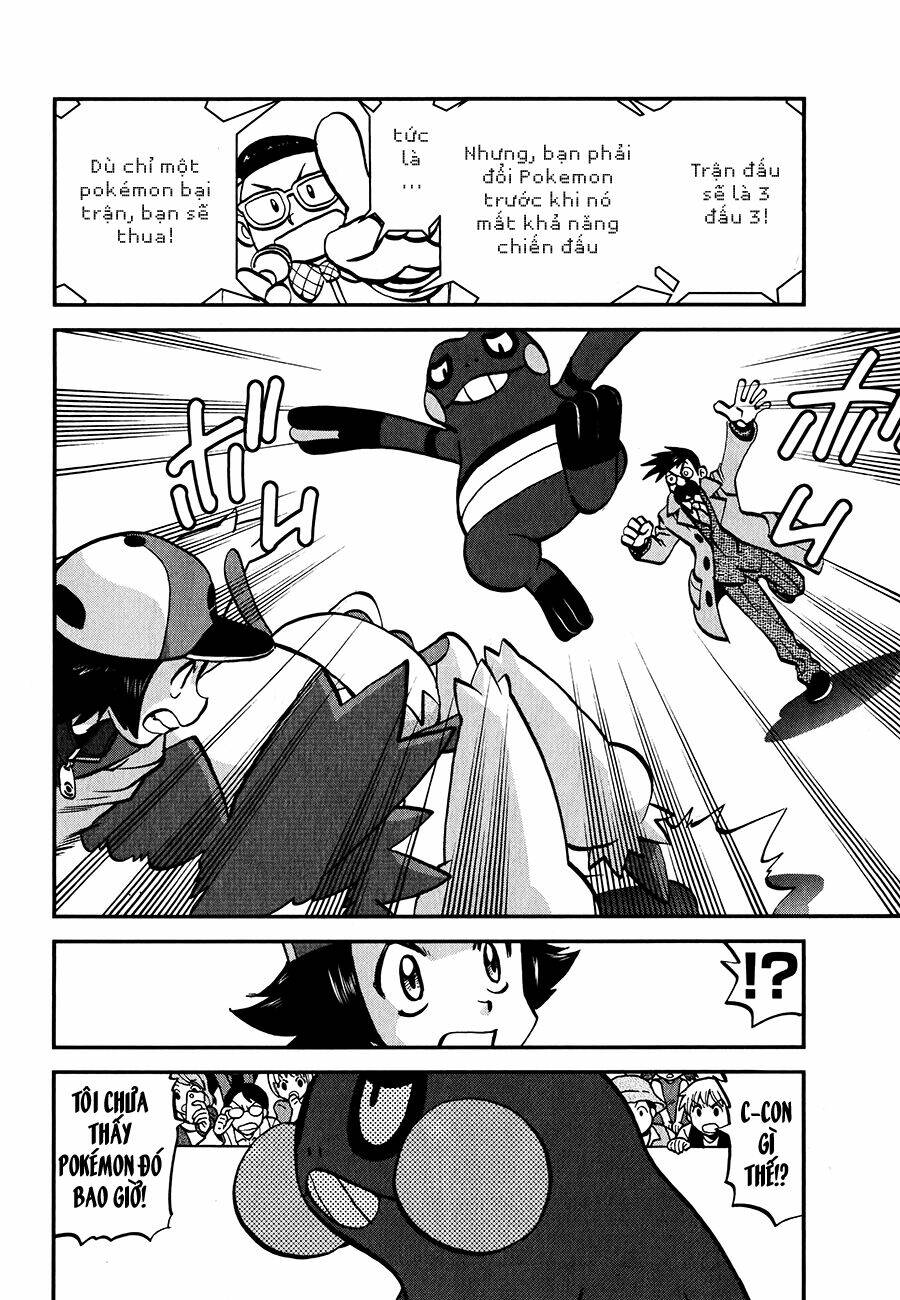 Trận đấu
sẽ là 3
đấu 3!
Nhưng, bạn phải
đổi Pokemon
trước khi nó
mất khả năng
chiến đấu
tức
là
...
Dù chỉ một
pokémon bại
trận, bạn sẽ
thua!
!?
C-CON
GÌ
THẾ!?
TÔI CHƯA
THẤY
POKÉMON ĐÓ
BAO GIỜ!